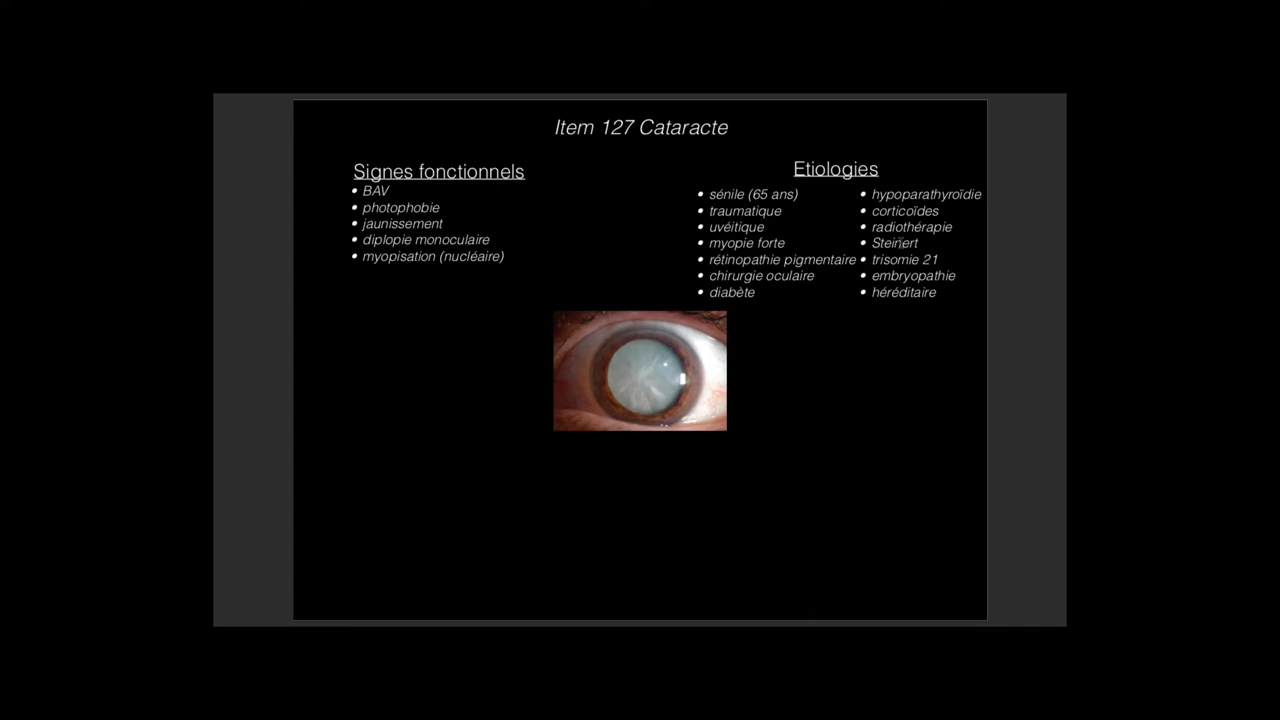 Item 127 Cataracte
Signes fonctionnels
• BAV
• photophobie
• jaunissement
• diplopie monoculaire
• myopisation (nucléaire)
Etiologies
• sénile (65 ans)
• traumatique
• uvéitique
• myopie forte
• rétinopathie pigmentaire
• chirurgie oculaire
• diabète
• hypoparathyroïdie
• corticoïdes
• radiothérapie
• Steinert
• trisomie 21
• embryopathie
• héréditaire